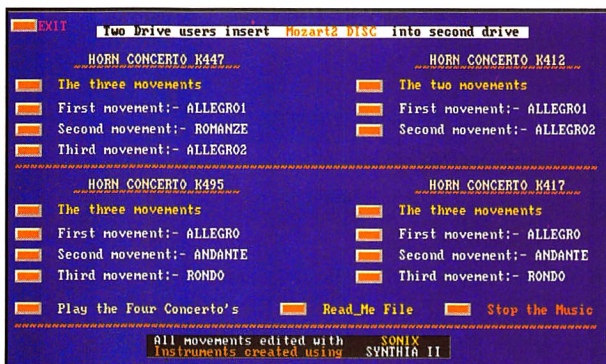 EXIT
Two Drive users insert Mozart2 DISC into second drive
HORN CONCERTO K447
The three movements
First movement:- ALLEGRO1
Second movement:- ROMANZE
Third movement:- ALLEGRO2
HORN CONCERTO K412
The two movements
First movement:- ALLEGRO1
Second movement:- ALLEGRO2
HORN CONCERTO K495
The three movements
First movement:- ALLEGRO
Second movement:- ANDANTE
Third movement:- RONDO
HORN CONCERTO K417
The three movements
First movement:- ALLEGRO
Second movement:- ANDANTE
Third movement:- RONDO
Play the Four Concerto's
Read_Me File
Stop the Music
All movements edited with SONIX
Instruments created using SYNTHIA II